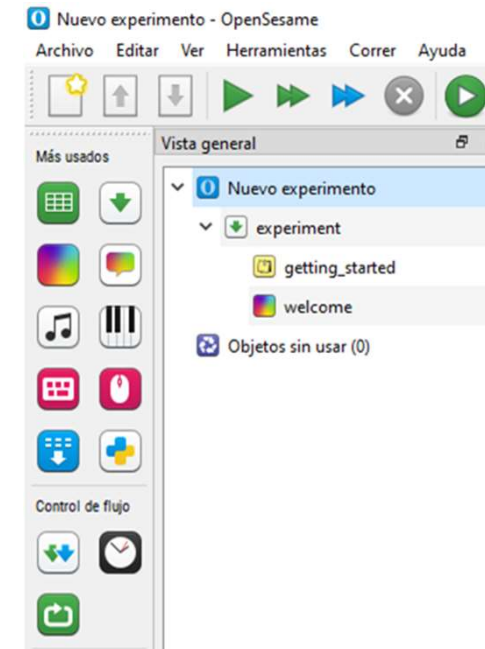 Nuevo experimento - OpenSesame
Archivo Editar Ver Herramientas Correr Ayuda
Más usados
Vista general
Nuevo experimento
experiment
getting_started
welcome
Objetos sin usar (0)
Control de flujo